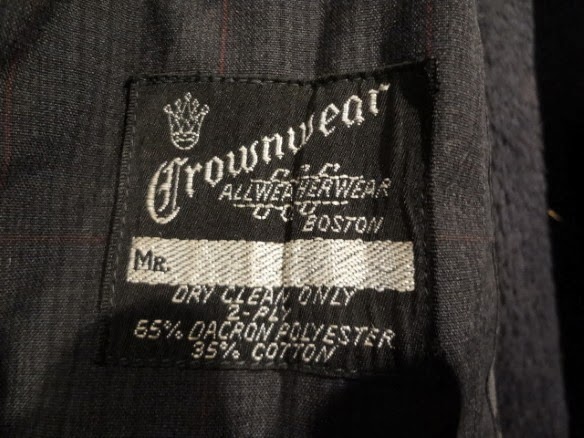 Crownwear
ALLWEATHERWEAR
BOSTON
MR.
DRY CLEAN ONLY
2-PLY
65% DACRON POLYESTER
35% COTTON